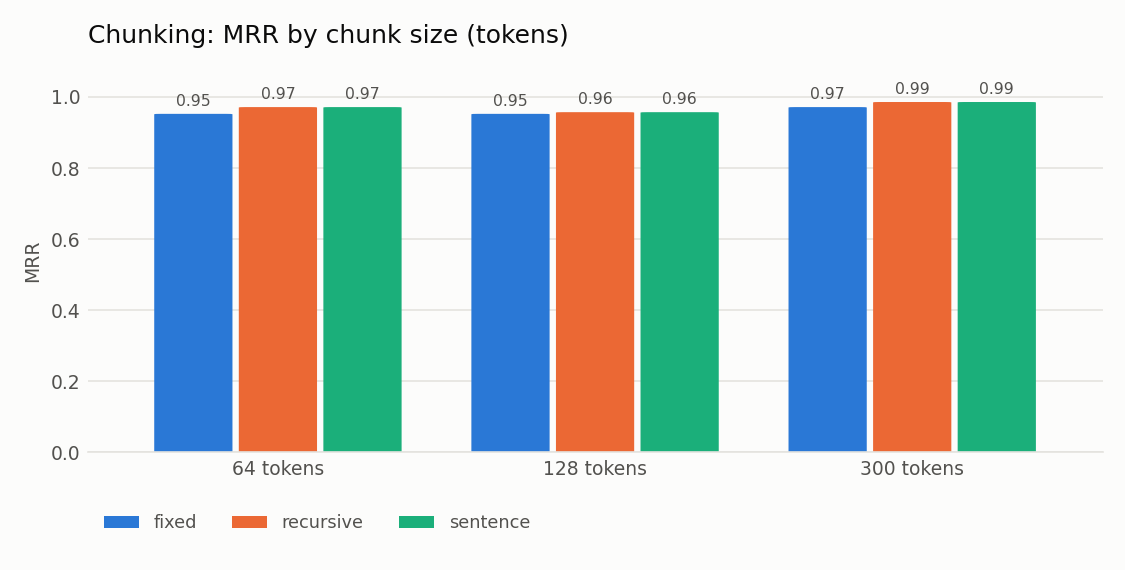 Chunking: MRR by chunk size (tokens)
MRR
1.0
0.8
0.6
0.4
0.2
0.0
0.95 0.97 0.97 0.95 0.96 0.96 0.97 0.99 0.99
64 tokens 128 tokens 300 tokens
fixed recursive sentence